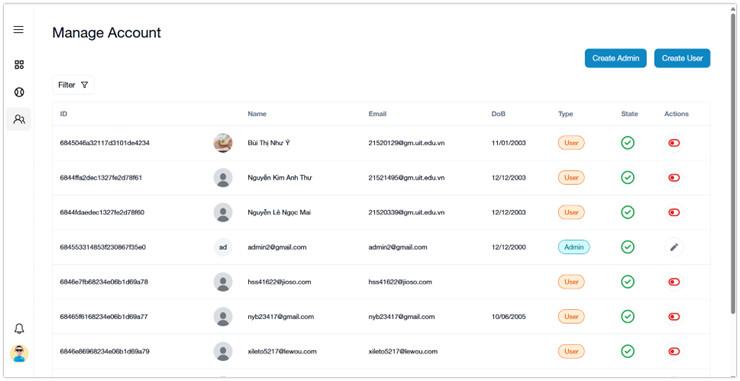 Manage Account
Create Admin Create User
Filter
ID Name Email DoB Type State Actions
6845046a32117d3101de4234 Bùi Thị Như Ý 21520129@gm.uit.edu.vn 11/01/2003 User
6844ffa2dec1327fe2d78f61 Nguyễn Kim Anh Thư 21521495@gm.uit.edu.vn 12/12/2003 User
6844fdaedec1327fe2d78f60 Nguyễn Lê Ngọc Mai 21520339@gm.uit.edu.vn 12/12/2003 User
684553314853f230867f35e0 ad admin2@gmail.com admin2@gmail.com 12/12/2000 Admin
6846e7fb68234e06b1d69a78 hss41622@jioso.com hss41622@jioso.com User
68465f6168234e06b1d69a77 nyb23417@gmail.com nyb23417@gmail.com 10/06/2005 User
6846e86968234e06b1d69a79 xileto5217@lewou.com xileto5217@lewou.com User